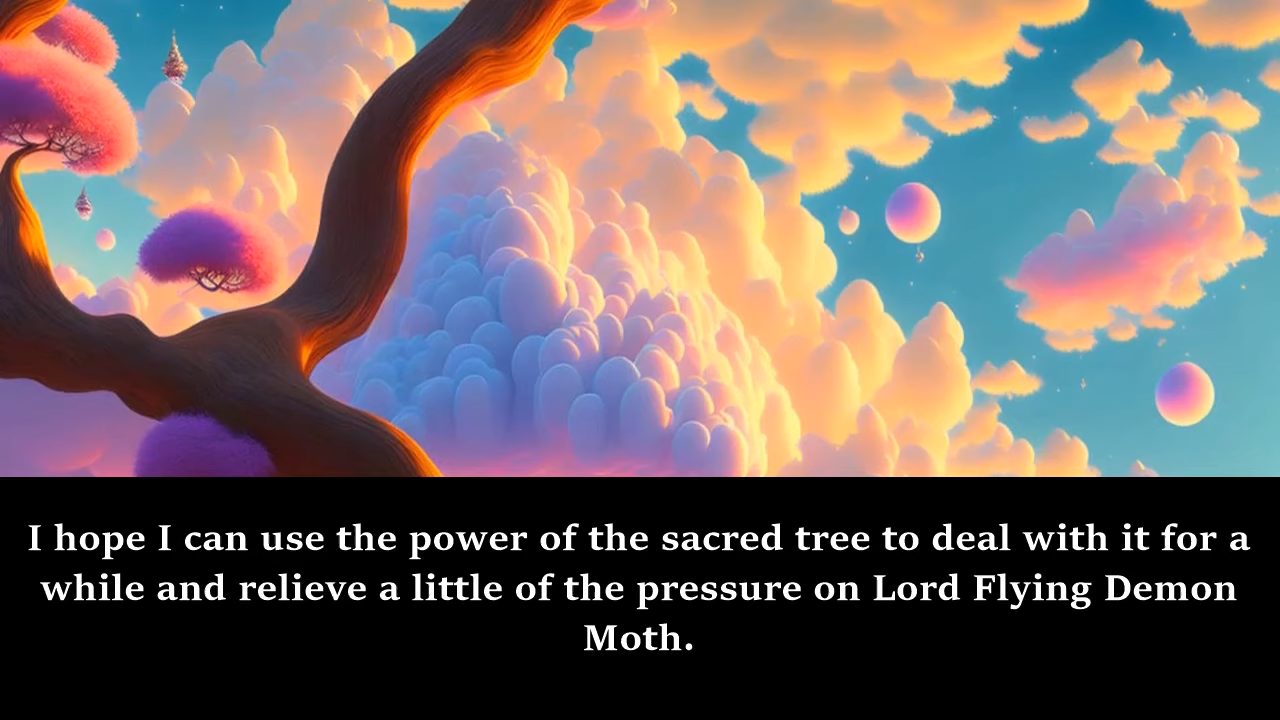 I hope I can use the power of the sacred tree to deal with it for a
while and relieve a little of the pressure on Lord Flying Demon
Moth.